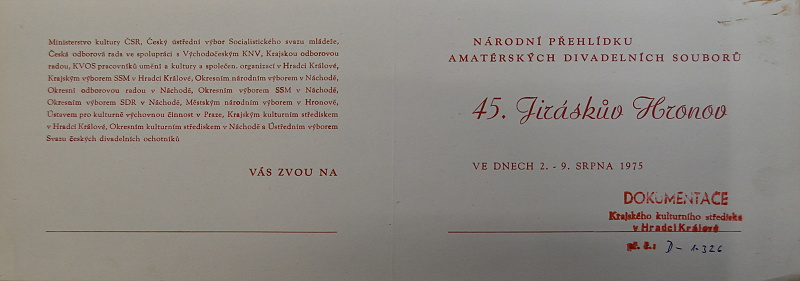 Ministerstvo kultury ČSR, Český ústřední výbor Socialistického svazu mládeže,
Česká odborová rada ve spolupráci s Východočeským KNV, Krajskou odborovou
radou, KVOS pracovníků umění a kultury a společen. organizací v Hradci Králové,
Krajským výborem SSM v Hradci Králové, Okresním národním výborem v Náchodě,
Okresní odborovou radou v Náchodě, Okresním výborem SSM v Náchodě,
Okresním výborem SDR v Náchodě, Městským národním výborem v Hronově,
Ústavem pro kulturně výchovnou činnost v Praze, Krajským kulturním střediskem
v Hradci Králové, Okresním kulturním střediskem v Náchodě a Ústředním výborem
Svazu českých divadelních ochotníků
VÁS ZVOU NA
NÁRODNÍ PŘEHLÍDKU
AMATÉRSKÝCH DIVADELNÍCH SOUBORŮ
45. Jiráskův Hronov
VE DNECH 2. - 9. SRPNA 1975
DOKUMENTACE
Krajského kulturního střediska
v Hradci Králové
př. č.: D - 1.326